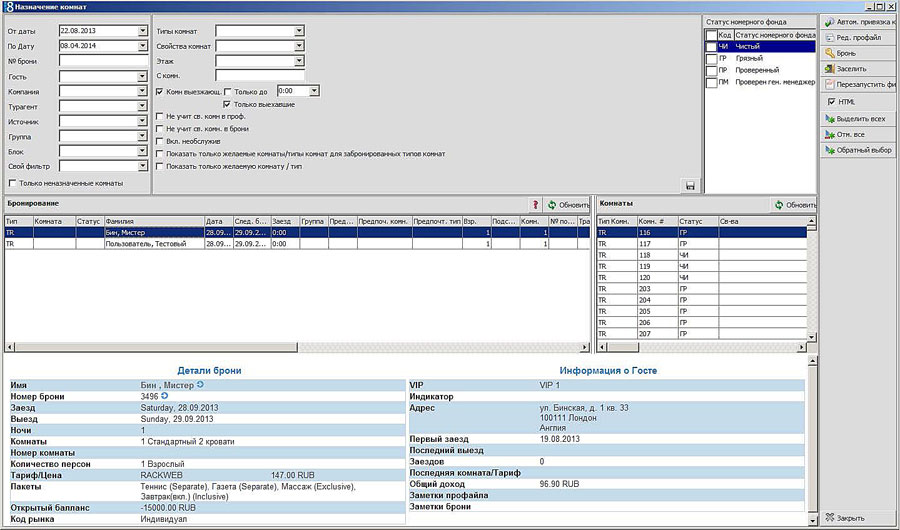 Назначение комнат
От даты 22.08.2013
По Дату 08.04.2014
№ брони
Гость
Компания
Турагент
Источник
Группа
Блок
Свой фильтр
Только неназначенные комнаты
Типы комнат
Свойства комнат
Этаж
С комн.
Комн выезжающ. Только до 0:00
Только выехавшие
Не учит св. комн в проф.
Не учит св. комн. в брони
Вкл. необслужив
Показать только желаемые комнаты/типы комнат для забронированных типов комнат
Показать только желаемую комнату / тип
Статус номерного фонда
Код Статус номерного фонда
ЧИ Чистый
ГР Грязный
ПР Проверенный
ПМ Проверен ген. менеджер
Автом. привязка к
Ред. профайл
Бронь
Заселить
Перезапустить фи
HTML
Выделить всех
Отм. все
Обратный выбор
Бронирование ? Обновить
Тип Комната Статус Фамилия Дата След. б... Заезд Группа Пред... Предпоч. комн. Предпочт. тип Взр. Подс... Комн. № по... Тра
TR Бин, Мистер 28.09... 29.09.2... 0:00 1 1
TR Пользователь, Тестовый 28.09... 29.09.2... 0:00 1 1
Комнаты Обновить
Тип Комн. Комн. # Статус Св-ва
TR 116 ГР
TR 117 ГР
TR 118 ЧИ
TR 119 ЧИ
TR 120 ЧИ
TR 203 ГР
TR 204 ГР
TR 205 ГР
TR 206 ГР
TR 207 ГР
Детали брони
Имя Бин , Мистер
Номер брони 3496
Заезд Saturday, 28.09.2013
Выезд Sunday, 29.09.2013
Ночи 1
Комнаты 1 Стандартный 2 кровати
Номер комнаты
Количество персон 1 Взрослый
Тариф/Цена RACKWEB 147.00 RUB
Пакеты Теннис (Separate), Газета (Separate), Массаж (Exclusive),
Завтрак(вкл.) (Inclusive)
Открытый балланс -15000.00 RUB
Код рынка Индивидуал
Информация о Госте
VIP VIP 1
Индикатор
Адрес ул. Бинская, д. 1 кв. 33
100111 Лондон
Англия
Первый заезд 19.08.2013
Последний выезд
Заездов 0
Последняя комната/Тариф
Общий доход 96.90 RUB
Заметки профайла
Заметки брони
Закрыть